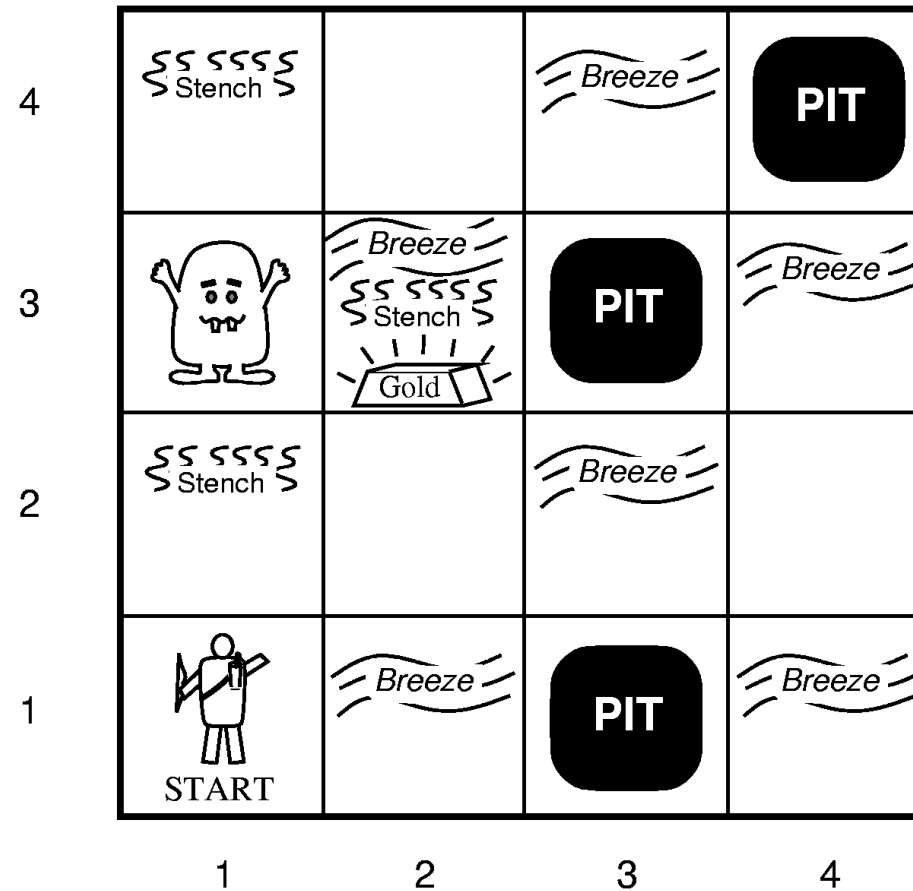 4
Stench
Breeze
PIT
3
Breeze
Stench
Gold
PIT
Breeze
2
Stench
Breeze
1
START
Breeze
PIT
Breeze
1 2 3 4